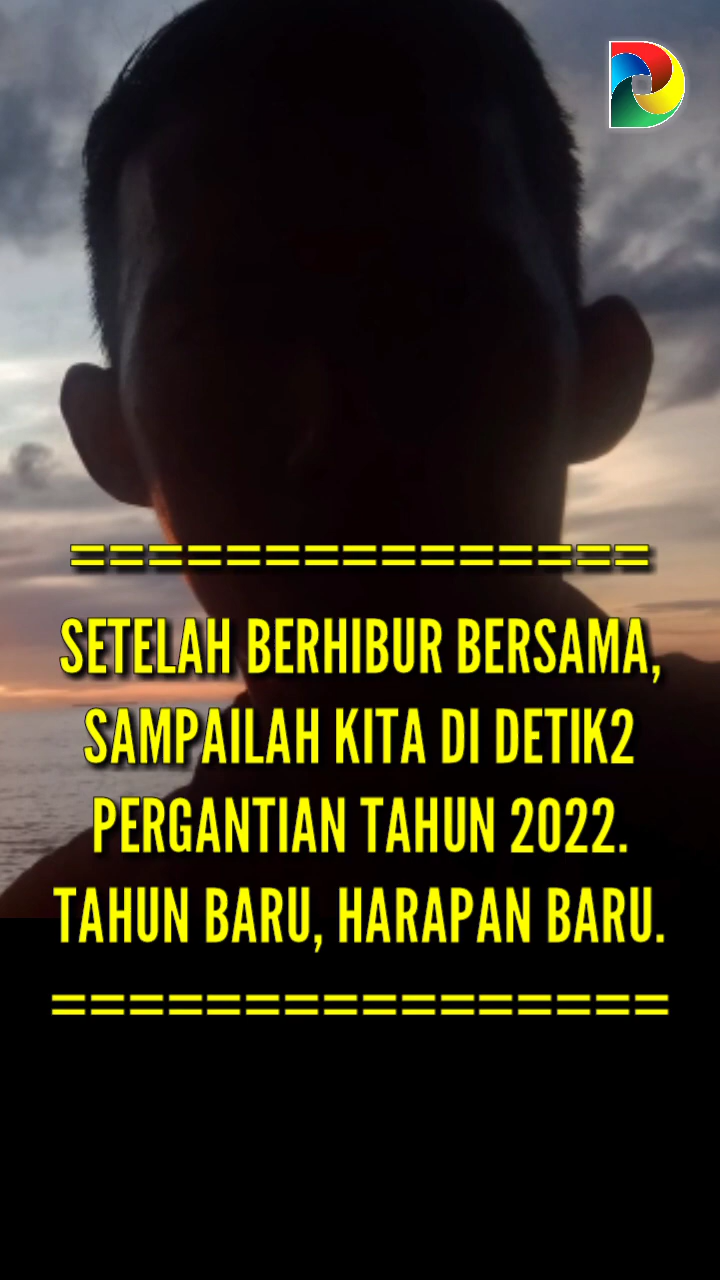 ===============
SETELAH BERHIBUR BERSAMA,
SAMPAILAH KITA DI DETIK2
PERGANTIAN TAHUN 2022.
TAHUN BARU, HARAPAN BARU.
================